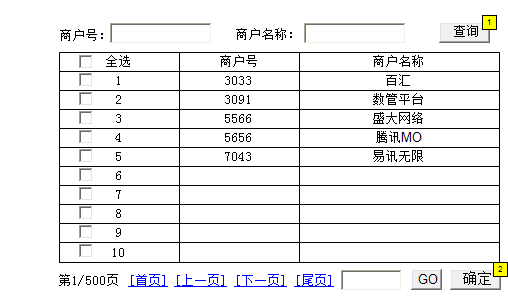 1
商户号： 商户名称： 查询
全选 商户号 商户名称
1 3033 百汇
2 3091 数管平台
3 5566 盛大网络
4 5656 腾讯MO
5 7043 易讯无限
6
7
8
9
10
2
第1/500页 [首页] [上一页] [下一页] [尾页] GO 确定